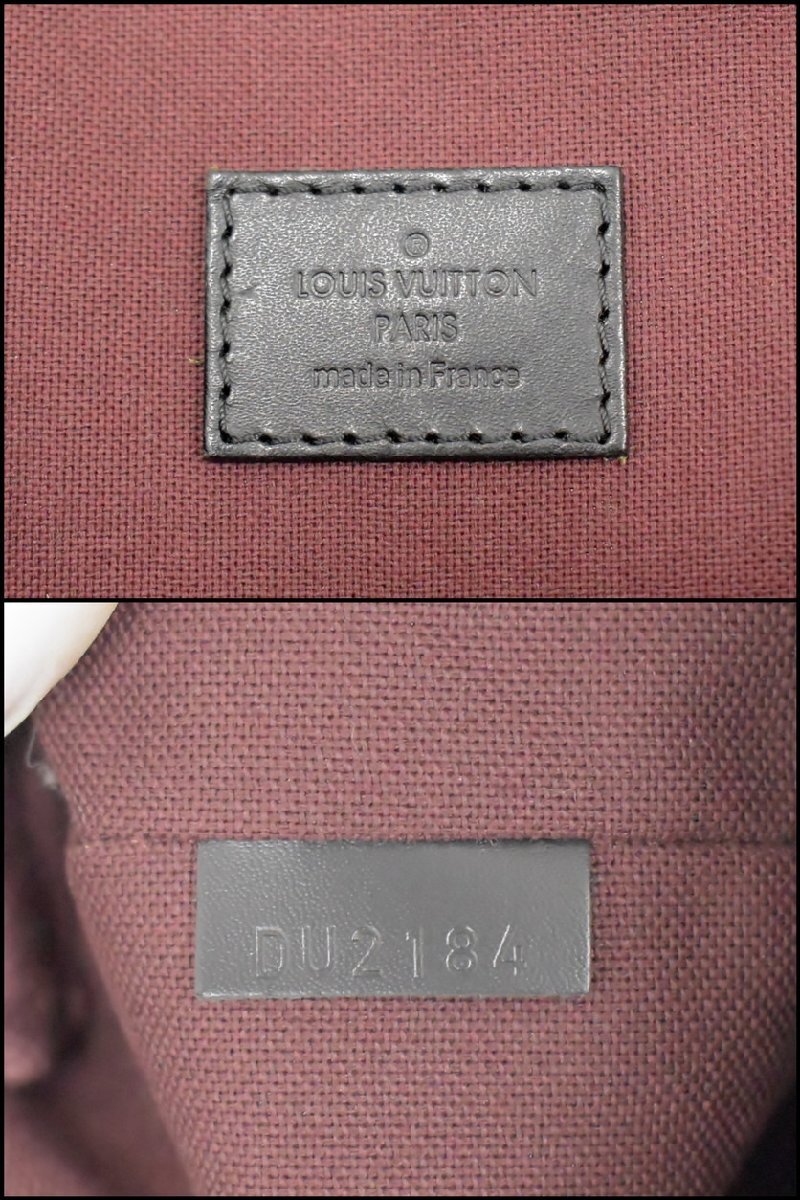 ®
LOUIS VUITTON
PARIS
made in France
DU2184